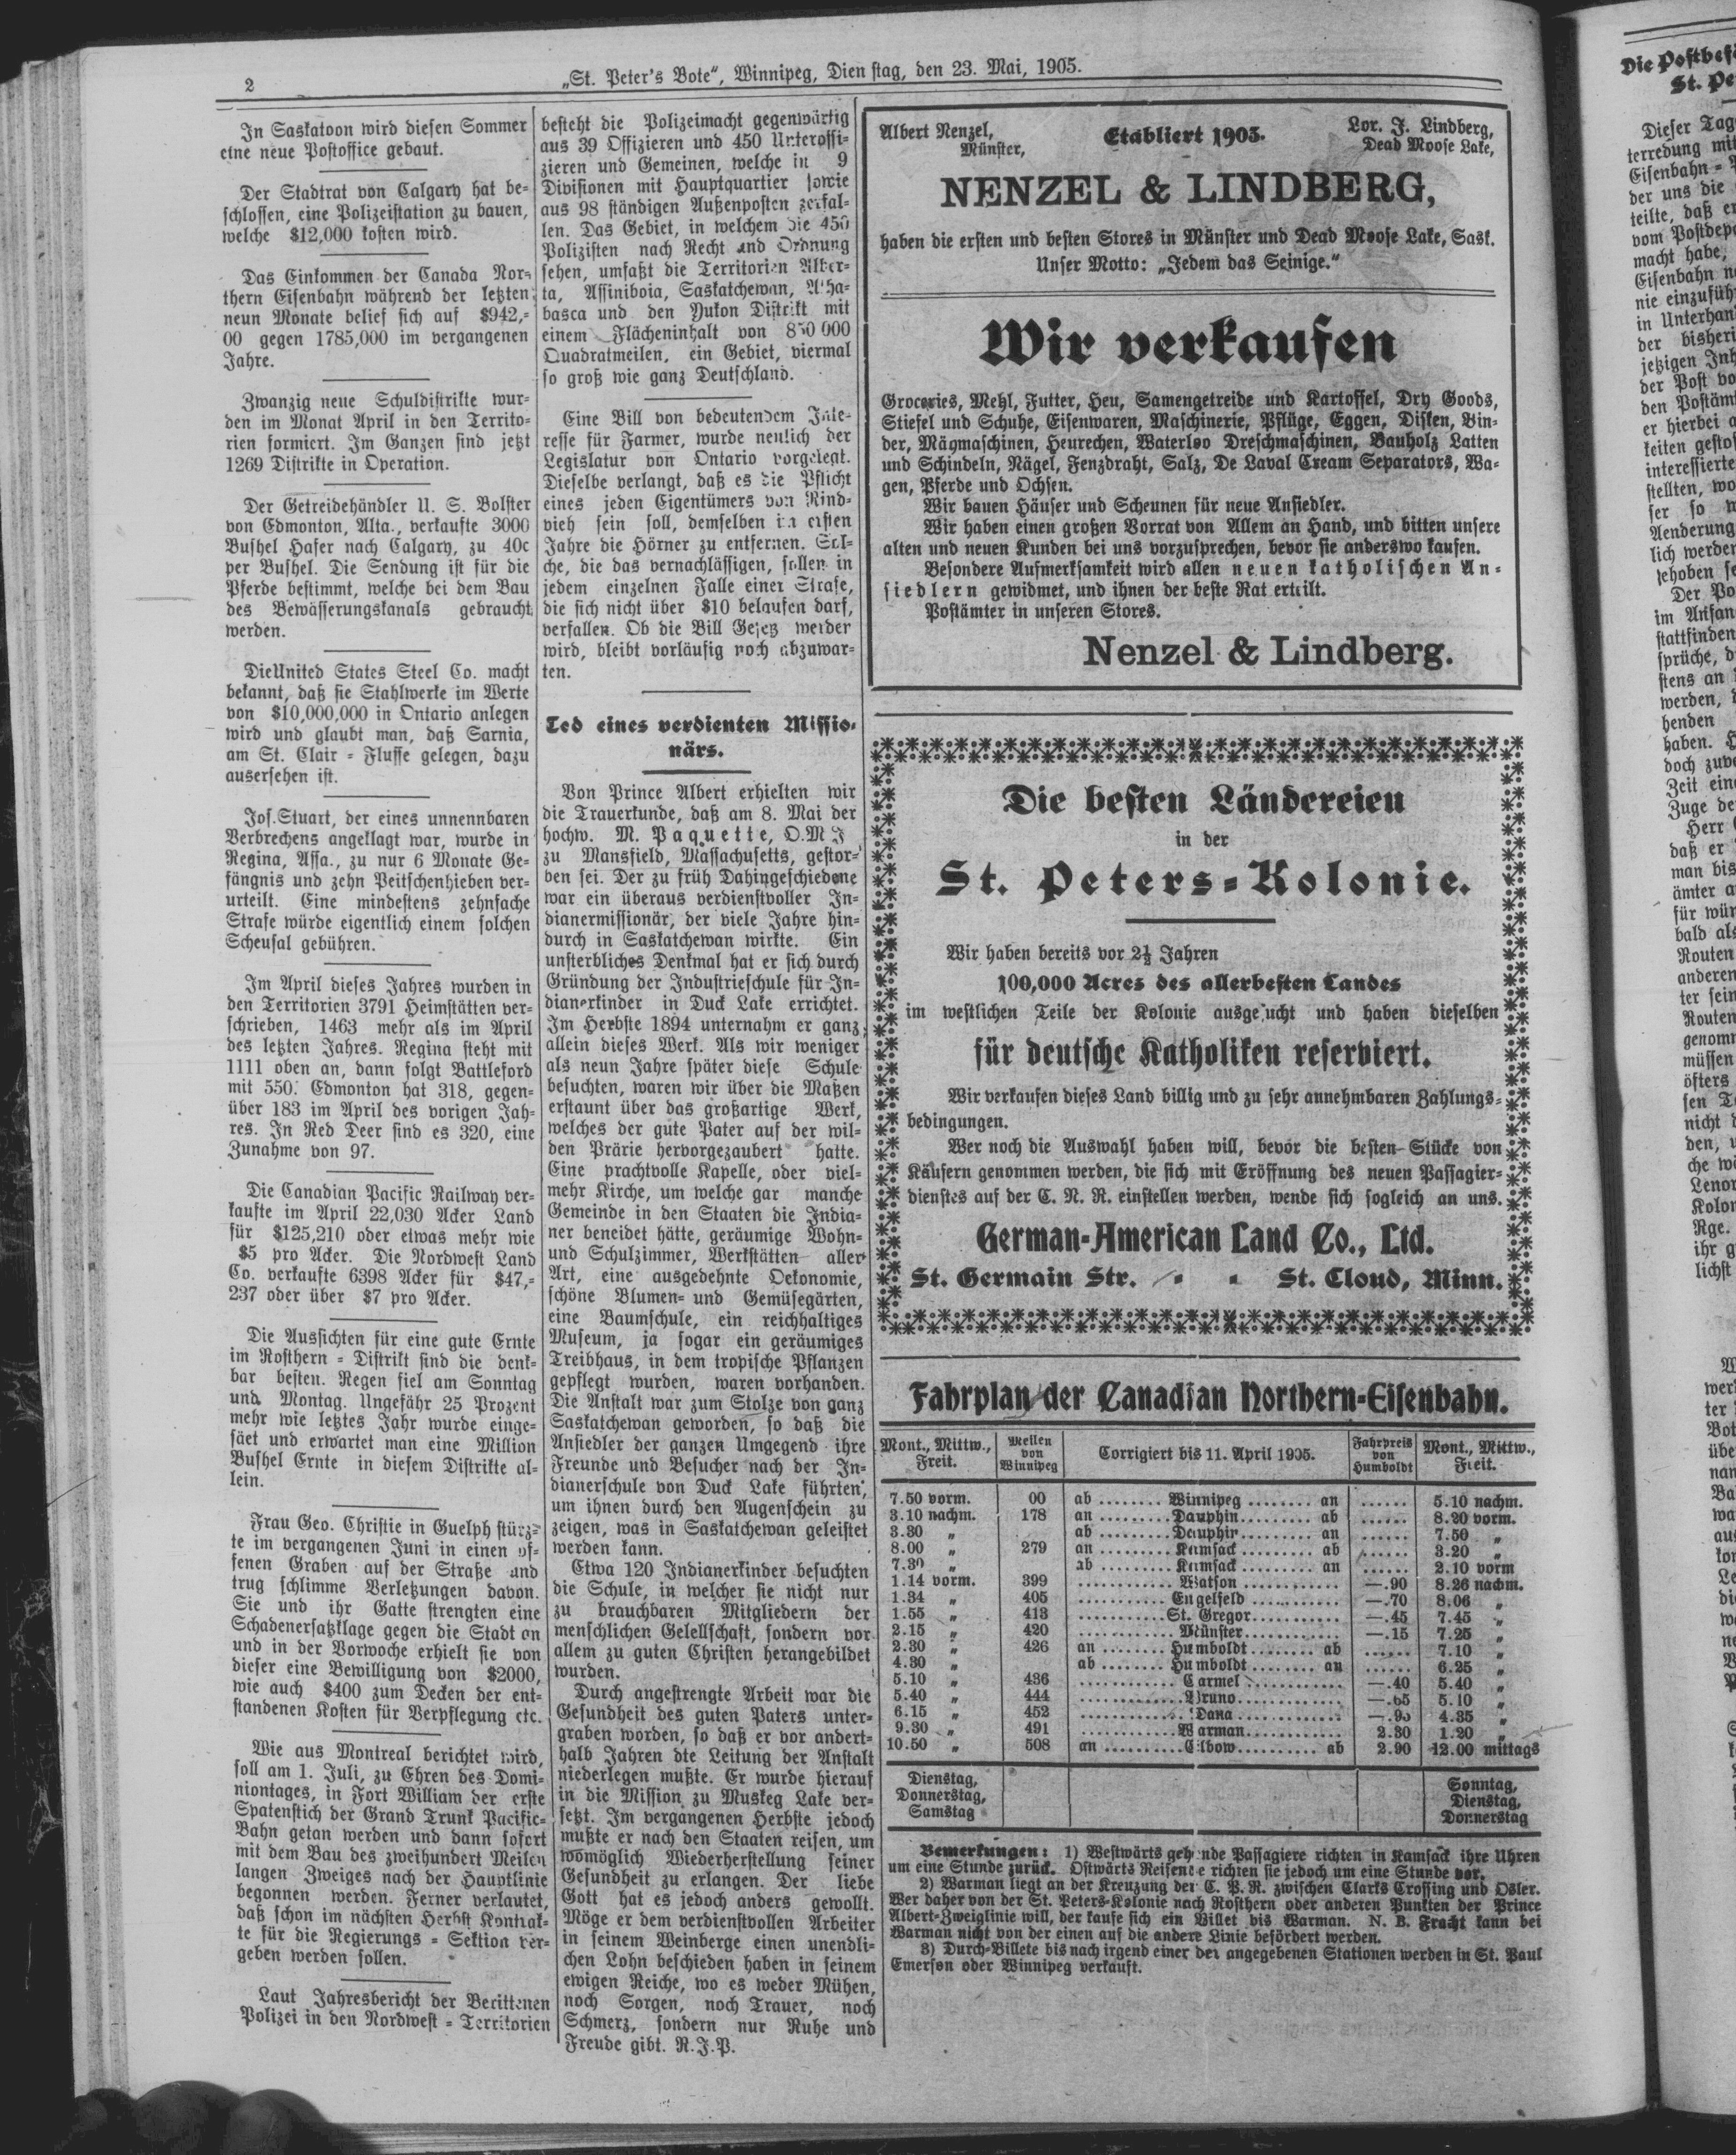 2
„St. Peter's Bote“, Winnipeg, Dien stag, den 23. Mai, 1905.
In Saskatoon wird diesen Sommer
eine neue Postoffice gebaut.
Der Stadtrat von Calgary hat be-
schlossen, eine Polizeistation zu bauen,
welche $12,000 kosten wird.
Das Einkommen der Canada Nor-
thern Eisenbahn während der letzten
neun Monate belief sich auf $942,-
00 gegen 1785,000 im vergangenen
Jahre.
Zwanzig neue Schuldistrikte wur-
den im Monat April in den Territo-
rien formiert. Im Ganzen sind jetzt
1269 Distrikte in Operation.
Der Getreidehändler U. S. Bolster
von Edmonton, Alta., verkaufte 3000
Bushel Hafer nach Calgary, zu 40c
per Bushel. Die Sendung ist für die
Pferde bestimmt, welche bei dem Bau
des Bewässerungskanals gebraucht
werden.
DieUnited States Steel Co. macht
bekannt, daß sie Stahlwerke im Werte
von $10,000,000 in Ontario anlegen
wird und glaubt man, daß Sarnia,
am St. Clair - Flusse gelegen, dazu
ausersehen ist.
Jos.Stuart, der eines unnennbaren
Verbrechens angeklagt war, wurde in
Regina, Assa., zu nur 6 Monate Ge-
fängnis und zehn Peitschenhieben ver-
urteilt. Eine mindestens zehnfache
Strafe würde eigentlich einem solchen
Scheusal gebühren.
Im April dieses Jahres wurden in
den Territorien 3791 Heimstätten ver-
schrieben, 1463 mehr als im April
des letzten Jahres. Regina steht mit
1111 oben an, dann folgt Battleford
mit 550. Edmonton hat 318, gegen-
über 183 im April des vorigen Jah-
res. In Red Deer sind es 320, eine
Zunahme von 97.
Die Canadian Pacific Railway ver-
kaufte im April 22,030 Acker Land
für $125,210 oder etwas mehr wie
$5 pro Acker. Die Nordwest Land
Co. verkaufte 6398 Acker für $47,-
237 oder über $7 pro Acker.
Die Aussichten für eine gute Ernte
im Rosthern - Distrikt sind die denk-
bar besten. Regen fiel am Sonntag
und Montag. Ungefähr 25 Prozent
mehr wie letztes Jahr wurde einge-
säet und erwartet man eine Million
Bushel Ernte in diesem Distrikte al-
lein.
Frau Geo. Christie in Guelph stürz-
te im vergangenen Juni in einen of-
fenen Graben auf der Straße und
trug schlimme Verletzungen davon.
Sie und ihr Gatte strengten eine
Schadenersatzklage gegen die Stadt an
und in der Vorwoche erhielt sie von
dieser eine Bewilligung von $2000,
wie auch $400 zum Decken der ent-
standenen Kosten für Verpflegung etc.
Wie aus Montreal berichtet wird,
soll am 1. Juli, zu Ehren des Domi-
niontages, in Fort William der erste
Spatenstich der Grand Trunk Pacific-
Bahn getan werden und dann sofort
mit dem Bau des zweihundert Meilen
langen Zweiges nach der Hauptlinie
begonnen werden. Ferner verlautet,
daß schon im nächsten Herbst Kontrak-
te für die Regierungs - Sektion ver-
geben werden sollen.
Laut Jahresbericht der Berittenen
Polizei in den Nordwest - Territorien
besteht die Polizeimacht gegenwärtig
aus 39 Offizieren und 450 Unteroffi-
zieren und Gemeinen, welche in 9
Divisionen mit Hauptquartier sowie
aus 98 ständigen Außenposten zerfal-
len. Das Gebiet, in welchem die 450
Polizisten nach Recht and Ordnung
sehen, umfaßt die Territorien Alber-
ta, Assiniboia, Saskatchewan, Atha-
basca und den Yukon Distrikt mit
einem Flächeninhalt von 850 000
Quadratmeilen, ein Gebiet, viermal
so groß wie ganz Deutschland.
Eine Bill von bedeutendem Inte-
resse für Farmer, wurde neulich der
Legislatur von Ontario vorgelegt.
Dieselbe verlangt, daß es die Pflicht
eines jeden Eigentümers von Rind-
vieh sein soll, demselben im ersten
Jahre die Hörner zu entfernen. Sol-
che, die das vernachlässigen, sollen in
jedem einzelnen Falle einer Strafe,
die sich nicht über $10 belaufen darf,
verfallen. Ob die Bill Gesetz werden
wird, bleibt vorläufig noch abzuwar-
ten.
Tod eines verdienten Missio-
närs.
Von Prince Albert erhielten wir
die Trauerkunde, daß am 8. Mai der
hochw. M. Paquette, O.M J
zu Mansfield, Massachusetts, gestor-
ben sei. Der zu früh Dahingeschiedene
war ein überaus verdienstvoller In-
dianermissionär, der viele Jahre hin-
durch in Saskatchewan wirkte. Ein
unsterbliches Denkmal hat er sich durch
Gründung der Industrieschule für In-
dianerkinder in Duck Lake errichtet.
Im Herbste 1894 unternahm er ganz
allein dieses Werk. Als wir weniger
als neun Jahre später diese Schule
besuchten, waren wir über die Maßen
erstaunt über das großartige Werk,
welches der gute Pater auf der wil-
den Prärie hervorgezaubert hatte.
Eine prachtvolle Kapelle, oder viel-
mehr Kirche, um welche gar manche
Gemeinde in den Staaten die India-
ner beneidet hätte, geräumige Wohn-
und Schulzimmer, Werkstätten aller
Art, eine ausgedehnte Oekonomie,
schöne Blumen- und Gemüsegärten,
eine Baumschule, ein reichhaltiges
Museum, ja sogar ein geräumiges
Treibhaus, in dem tropische Pflanzen
gepflegt wurden, waren vorhanden.
Die Anstalt war zum Stolze von ganz
Saskatchewan geworden, so daß die
Ansiedler der ganzen Umgegend ihre
Freunde und Besucher nach der In-
dianerschule von Duck Lake führten,
um ihnen durch den Augenschein zu
zeigen, was in Saskatchewan geleistet
werden kann.
Etwa 120 Indianerkinder besuchten
die Schule, in welcher sie nicht nur
zu brauchbaren Mitgliedern der
menschlichen Gelellschaft, sondern vor
allem zu guten Christen herangebildet
wurden.
Durch angestrengte Arbeit war die
Gesundheit des guten Paters unter-
graben worden, so daß er vor andert-
halb Jahren dte Leitung der Anstalt
niederlegen mußte. Er wurde hierauf
in die Mission zu Muskeg Lake ver-
setzt. Im vergangenen Herbste jedoch
mußte er nach den Staaten reisen, um
womöglich Wiederherstellung seiner
Gesundheit zu erlangen. Der liebe
Gott hat es jedoch anders gewollt.
Möge er dem verdienstvollen Arbeiter
in seinem Weinberge einen unendli-
chen Lohn beschieden haben in seinem
ewigen Reiche, wo es weder Mühen,
noch Sorgen, noch Trauer, noch
Schmerz, sondern nur Ruhe und
Freude gibt. R.J.P.
Albert Nenzel, Etabliert 1903. Lor. J. Lindberg,
Münster, Dead Moose Lake,
NENZEL & LINDBERG,
haben die ersten und besten Stores in Münster und Dead Moose Lake, Sask.
Unser Motto: „Jedem das Seinige.“
Wir verkaufen
Groceries, Mehl, Futter, Heu, Samengetreide und Kartoffel, Dry Goods,
Stiefel und Schuhe, Eisenwaren, Maschinerie, Pflüge, Eggen, Disken, Bin-
der, Mähmaschinen, Heurechen, Waterloo Dreschmaschinen, Bauholz Latten
und Schindeln, Nägel, Fenzdraht, Salz, De Laval Cream Separators, Wa-
gen, Pferde und Ochsen.
Wir bauen Häuser und Scheunen für neue Ansiedler.
Wir haben einen großen Vorrat von Allem an Hand, und bitten unsere
alten und neuen Kunden bei uns vorzusprechen, bevor sie anderswo kaufen.
Besondere Aufmerksamkeit wird allen neuen katholischen An-
siedlern gewidmet, und ihnen der beste Rat erteilt.
Postämter in unseren Stores.
Nenzel & Lindberg.
Die besten Ländereien
in der
St. Peters-Kolonie.
Wir haben bereits vor 2½ Jahren
100,000 Acres des allerbesten Landes
im westlichen Teile der Kolonie ausgesucht und haben dieselben
für deutsche Katholiken reserviert.
Wir verkaufen dieses Land billig und zu sehr annehmbaren Zahlungs-
bedingungen.
Wer noch die Auswahl haben will, bevor die besten Stücke von
Käufern genommen werden, die sich mit Eröffnung des neuen Passagier-
dienstes auf der C. N. R. einstellen werden, wende sich sogleich an uns.
German-American Land Co., Ltd.
St. Germain Str. - - St. Cloud, Minn.
Fahrplan der Canadian Northern-Eisenbahn.
Mont., Mittw., Freit. | Meilen von Winnipeg | Corrigiert bis 11. April 1905. | Fahrpreis von Humboldt | Mont., Mittw., Freit.
7.50 vorm. 00 ab ........ Winnipeg ........ an ...... 5.10 nachm.
3.10 nachm. 178 an ......... Dauphin......... ab ...... 8.20 vorm.
3.30 „ ab ......... Dauphin......... an ...... 7.50 „
8.00 „ 279 an ......... Kamsack ......... ab ...... 3.20 „
7.30 „ ab ......... Kamsack ......... an ...... 2.10 vorm
1.14 vorm. 399 ............ Watson ............ —.90 8.26 nachm.
1.34 „ 405 ........... Engelfeld ........... —.70 8.06 „
1.55 „ 413 ...........St. Gregor........... —.45 7.45 „
2.15 „ 420 ............ Münster............ —.15 7.25 „
2.30 „ 426 an ........ Humboldt........ ab ...... 7.10 „
4.30 „ ab ........ Humboldt ........ an ...... 6.25 „
5.10 „ 436 ............ Carmel ............ —.40 5.40 „
5.40 „ 444 ............. Bruno............. —.65 5.10 „
6.15 „ 452 ............. Dana ............. —.90 4.35 „
9.30 „ 491 ............ Warman............ 2.30 1.20 „
10.50 „ 508 an .......... Elbow.......... ab 2.90 12.00 mittags
Dienstag, Sonntag,
Donnerstag, Dienstag,
Samstag Donnerstag
Bemerkungen: 1) Westwärts gehende Passagiere richten in Kamsack ihre Uhren
um eine Stunde zurück. Ostwärts Reisende richten sie jedoch um eine Stunde vor.
2) Warman liegt an der Kreuzung der C. P. R. zwischen Clarks Crossing und Osler.
Wer daher von der St. Peters-Kolonie nach Rosthern oder anderen Punkten der Prince
Albert-Zweiglinie will, der kaufe sich ein Billet bis Warman. N. B. Fracht kann bei
Warman nicht von der einen auf die andere Linie befördert werden.
3) Durch-Billete bis nach irgend einer der angegebenen Stationen werden in St. Paul
Emerson oder Winnipeg verkauft.